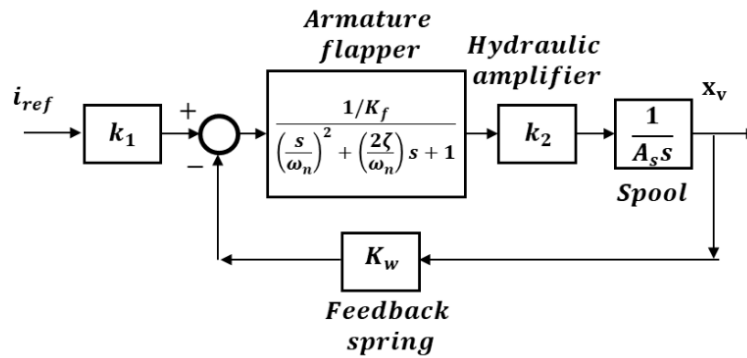 Armature
flapper
Hydraulic
amplifier
i_ref
k_1
+
−
1/K_f
(s/ω_n)^2 + (2ζ/ω_n) s + 1
k_2
1
A_s s
x_v
Spool
K_w
Feedback
spring